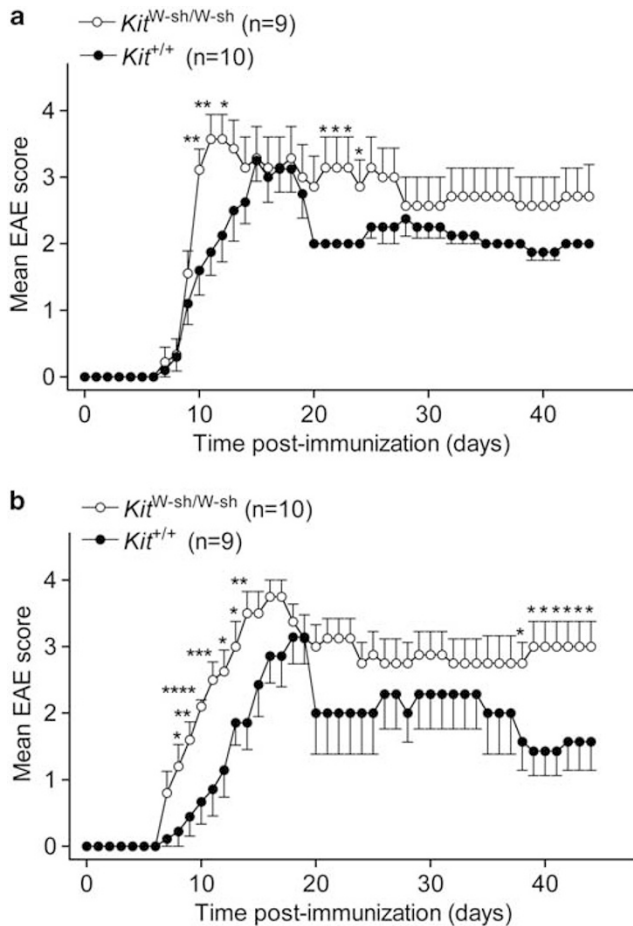 a
Kit^W-sh/W-sh (n=9)
Kit^+/+ (n=10)
4
3
2
1
0
Mean EAE score
** ** * * * * *
0 10 20 30 40
Time post-immunization (days)
b
Kit^W-sh/W-sh (n=10)
Kit^+/+ (n=9)
4
3
2
1
0
Mean EAE score
* ** **** *** * * ** * * * * * * *
0 10 20 30 40
Time post-immunization (days)